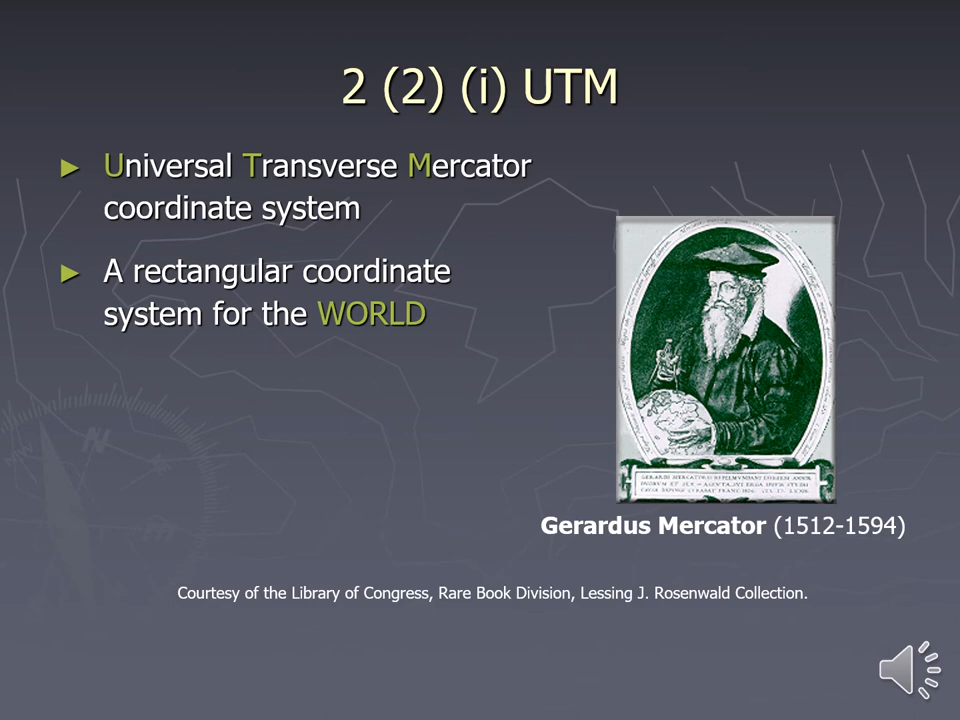 2 (2) (i) UTM
► Universal Transverse Mercator
coordinate system
► A rectangular coordinate
system for the WORLD
Gerardus Mercator (1512-1594)
Courtesy of the Library of Congress, Rare Book Division, Lessing J. Rosenwald Collection.
N